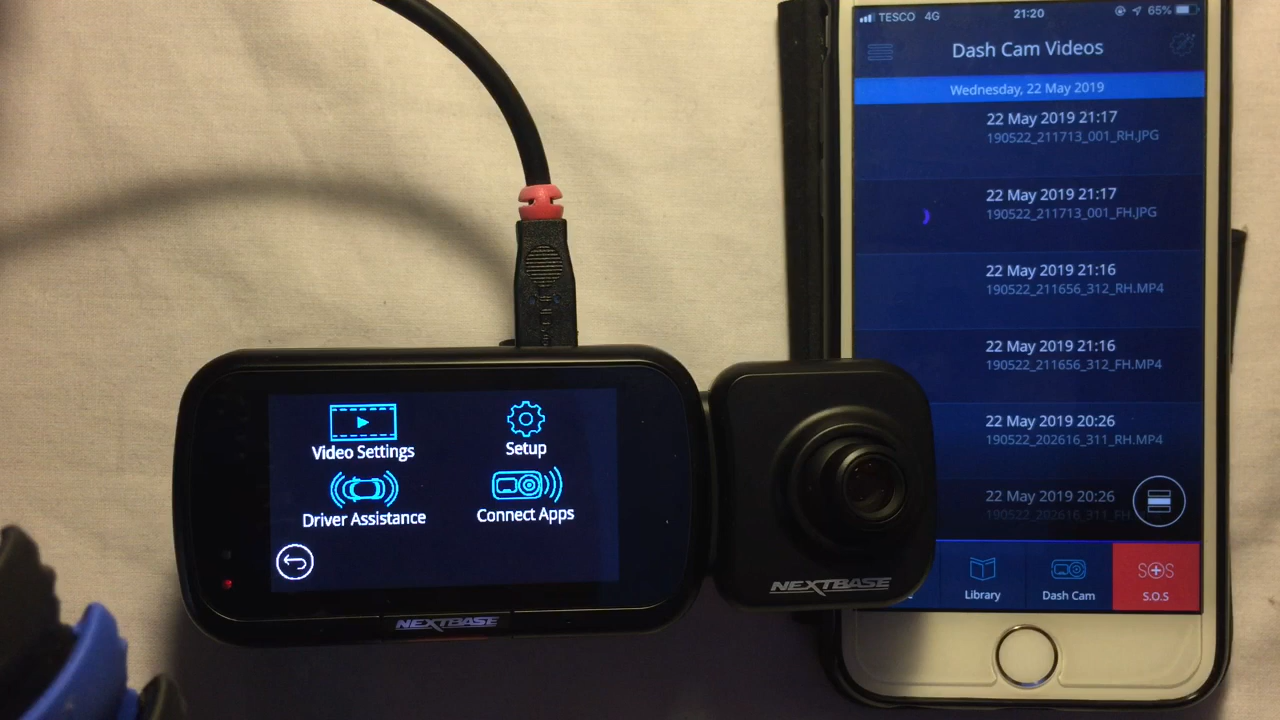 TESCO 4G 21:20 65%
Dash Cam Videos
Wednesday, 22 May 2019
22 May 2019 21:17
190522_211713_001_RH.JPG
22 May 2019 21:17
190522_211713_001_FH.JPG
22 May 2019 21:16
190522_211656_312_RH.MP4
22 May 2019 21:16
190522_211656_312_FH.MP4
22 May 2019 20:26
190522_202616_311_RH.MP4
22 May 2019 20:26
190522_202616_311_FH.
Library
Dash Cam
SOS
S.O.S
Video Settings
Setup
Driver Assistance
Connect Apps
NEXTBASE
NEXTBASE